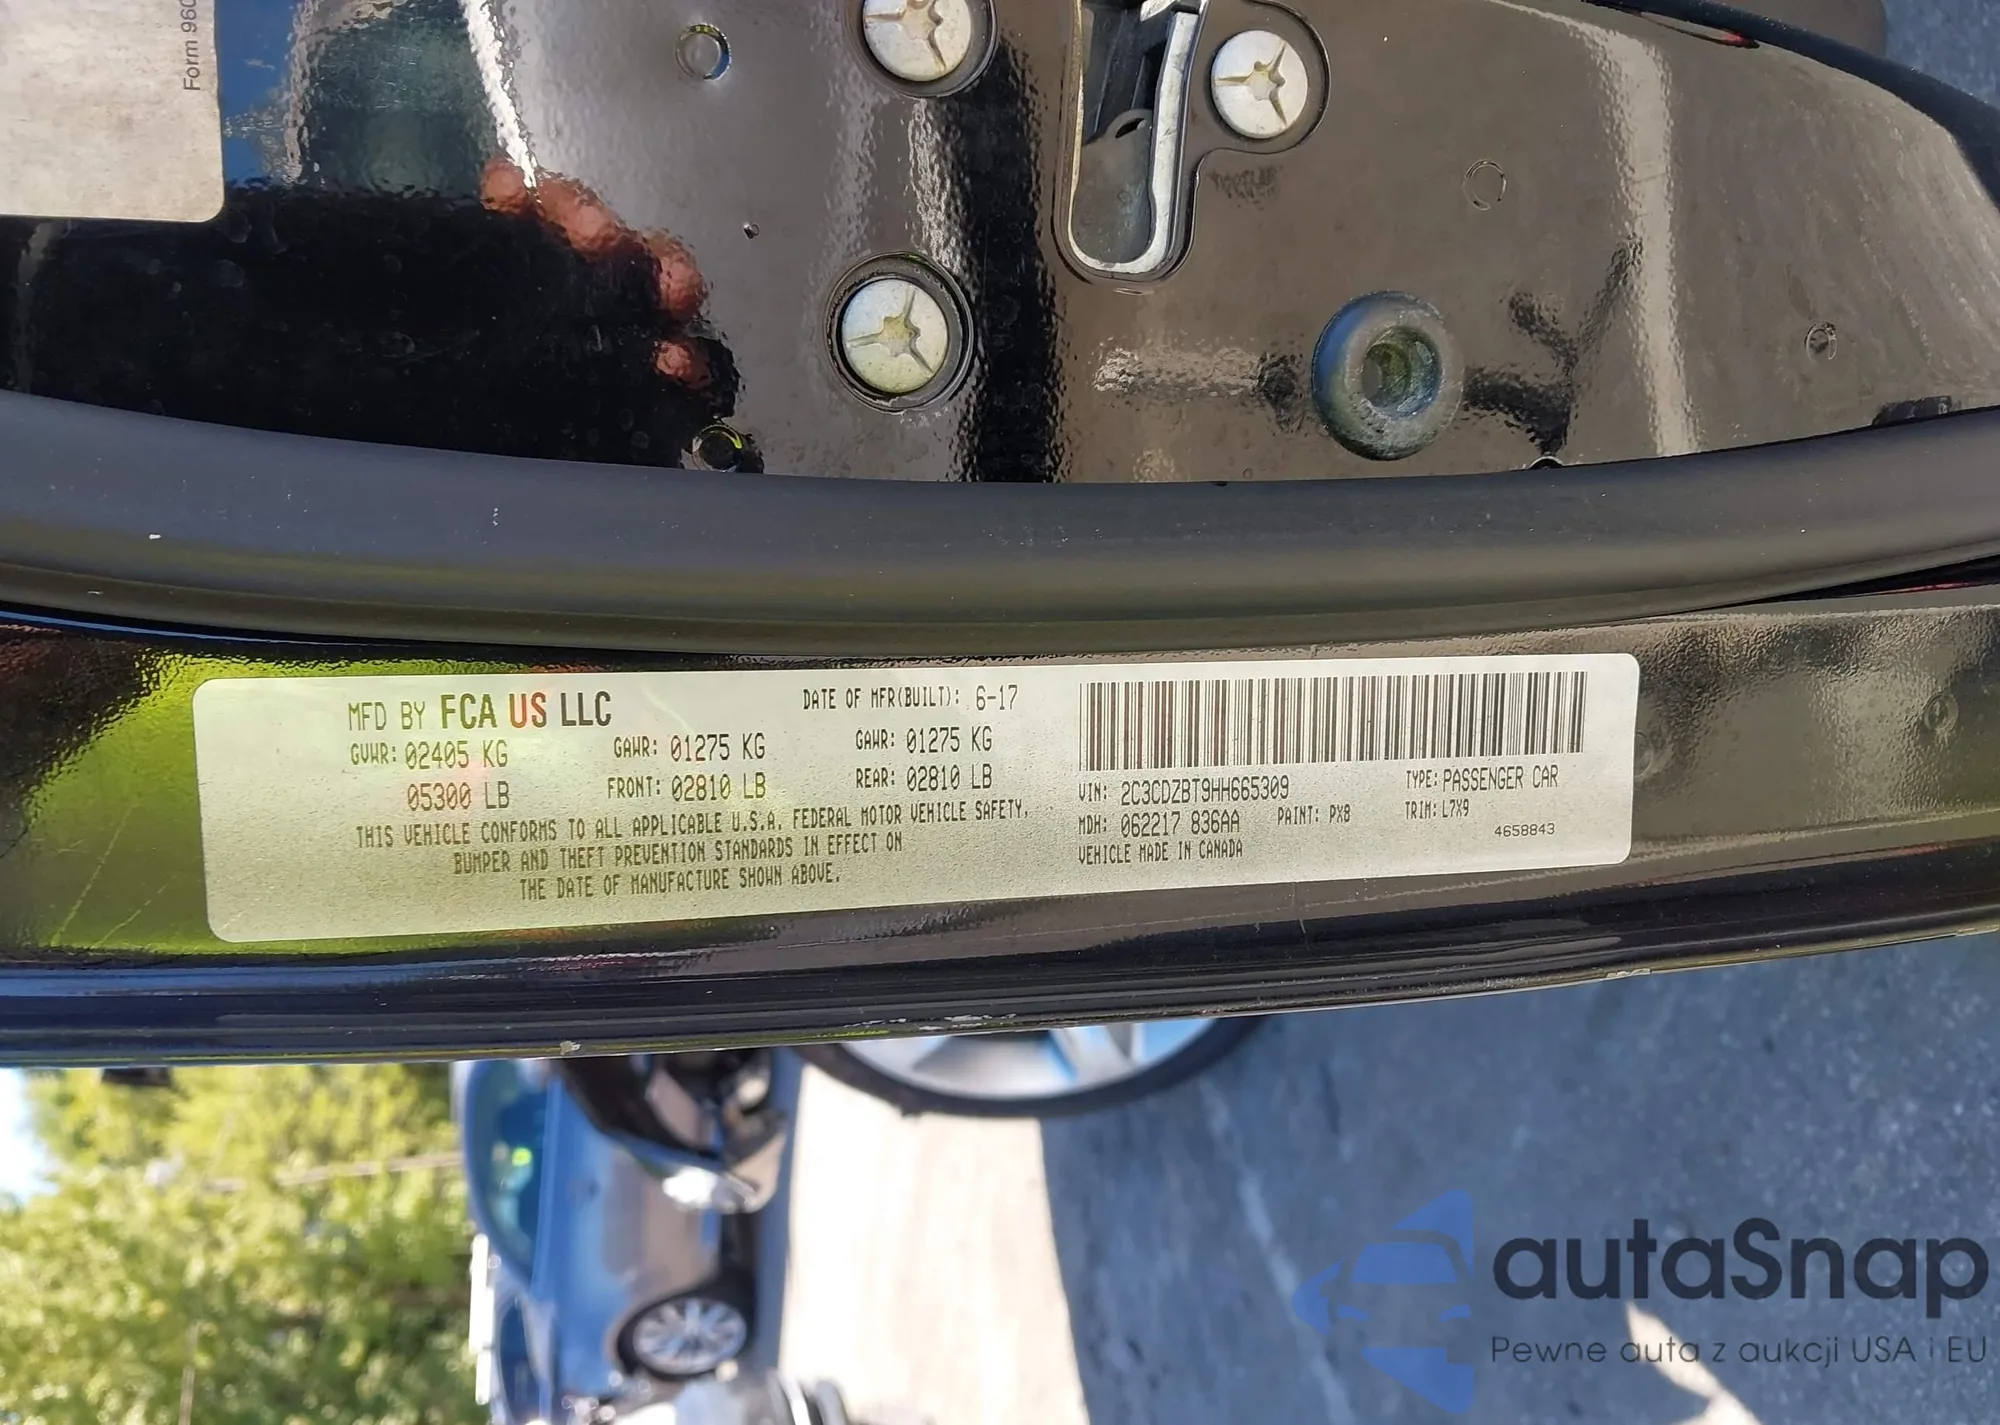 Form 960
MFD BY FCA US LLC
DATE OF MFR(BUILT): 6-17
GVWR: 02405 KG
GAWR: 01275 KG
GAWR: 01275 KG
05300 LB
FRONT: 02810 LB
REAR: 02810 LB
THIS VEHICLE CONFORMS TO ALL APPLICABLE U.S.A. FEDERAL MOTOR VEHICLE SAFETY,
BUMPER AND THEFT PREVENTION STANDARDS IN EFFECT ON
THE DATE OF MANUFACTURE SHOWN ABOVE.
VIN: 2C3CDZBT9HH665309
TYPE: PASSENGER CAR
MDH: 062217 836AA
PAINT: PX8
TRIM: L7X9
VEHICLE MADE IN CANADA
4658843
autaSnap
Pewne auta z aukcji USA i EU